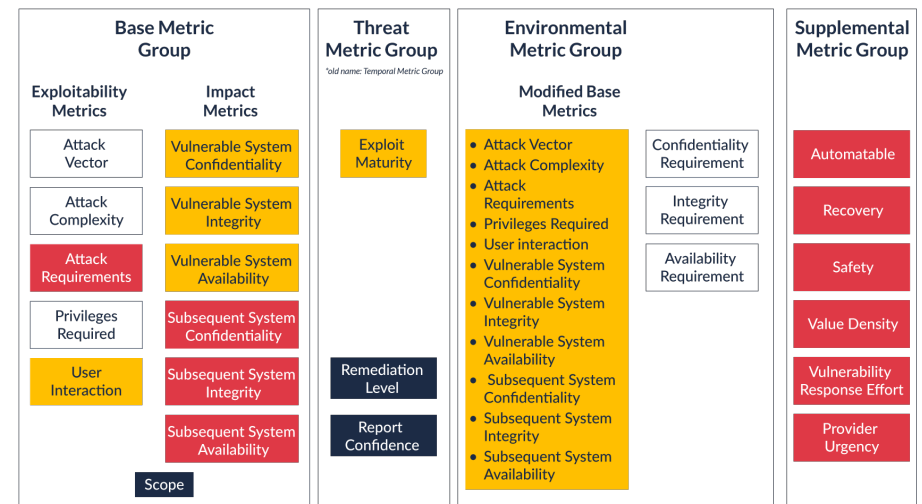 Base Metric
Group
Exploitability
Metrics
Attack
Vector
Attack
Complexity
Attack
Requirements
Privileges
Required
User
Interaction
Impact
Metrics
Vulnerable System
Confidentiality
Vulnerable System
Integrity
Vulnerable System
Availability
Subsequent System
Confidentiality
Subsequent System
Integrity
Subsequent System
Availability
Scope
Threat
Metric Group
*old name: Temporal Metric Group
Exploit
Maturity
Remediation
Level
Report
Confidence
Environmental
Metric Group
Modified Base
Metrics
• Attack Vector
• Attack Complexity
• Attack
Requirements
• Privileges Required
• User interaction
• Vulnerable System
Confidentiality
• Vulnerable System
Integrity
• Vulnerable System
Availability
• Subsequent System
Confidentiality
• Subsequent System
Integrity
• Subsequent System
Availability
Confidentiality
Requirement
Integrity
Requirement
Availability
Requirement
Supplemental
Metric Group
Automatable
Recovery
Safety
Value Density
Vulnerability
Response Effort
Provider
Urgency